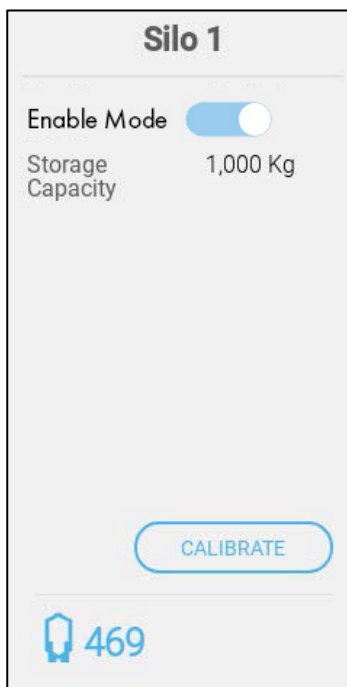 Silo 1
Enable Mode
Storage 1,000 Kg
Capacity
CALIBRATE
469